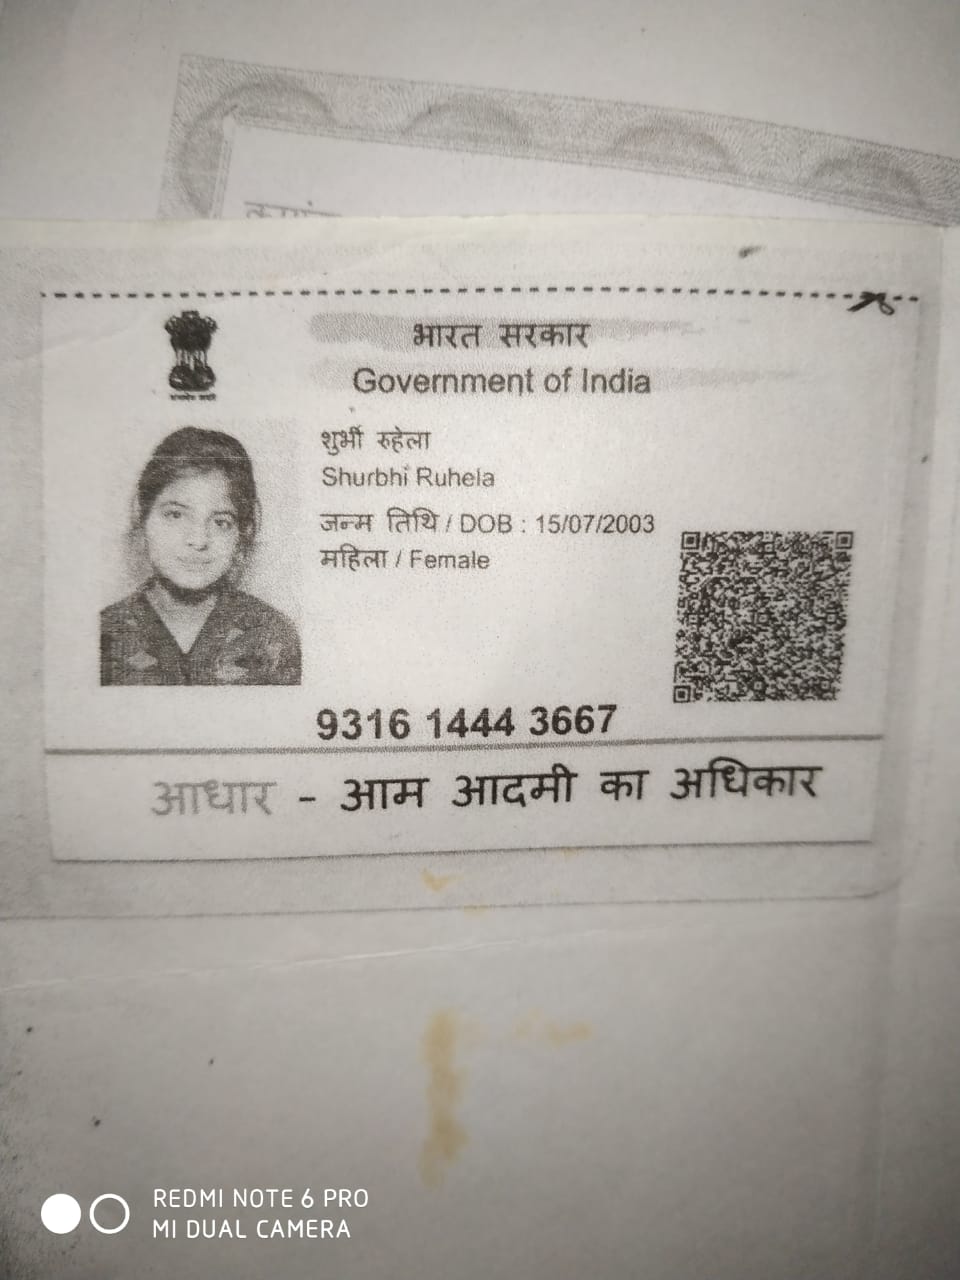 भारत सरकार
Government of India
शुर्भी रुहेला
Shurbhi Ruhela
जन्म तिथि / DOB : 15/07/2003
महिला / Female
9316 1444 3667
आधार - आम आदमी का अधिकार
REDMI NOTE 6 PRO
MI DUAL CAMERA